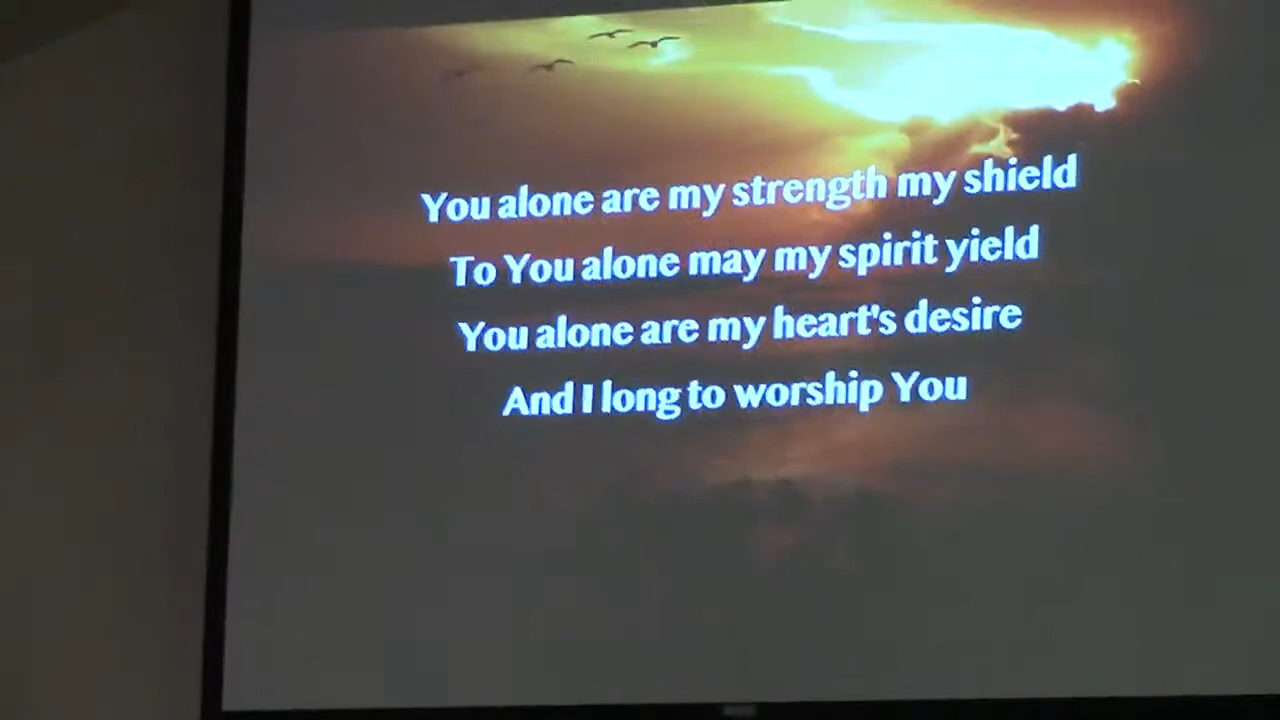 You alone are my strength my shield
To You alone may my spirit yield
You alone are my heart's desire
And I long to worship You